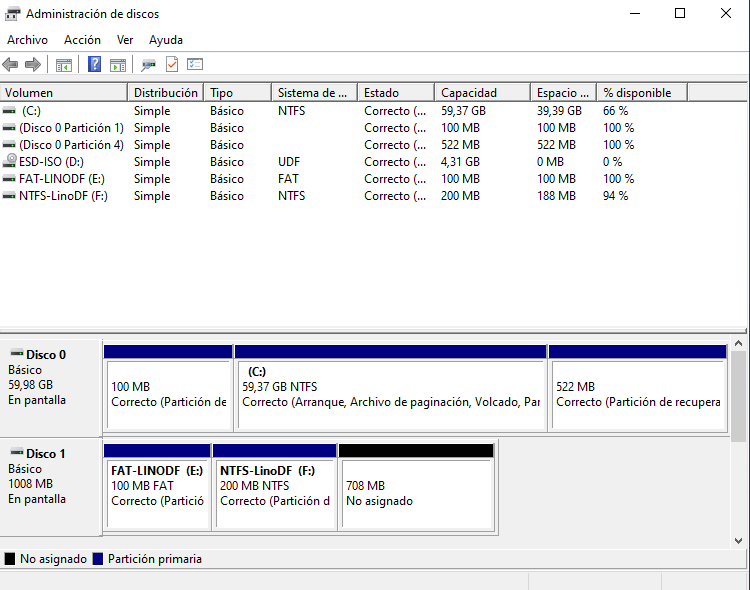 Administración de discos
Archivo Acción Ver Ayuda
Volumen Distribución Tipo Sistema de ... Estado Capacidad Espacio ... % disponible
(C:) Simple Básico NTFS Correcto (... 59,37 GB 39,39 GB 66 %
(Disco 0 Partición 1) Simple Básico Correcto (... 100 MB 100 MB 100 %
(Disco 0 Partición 4) Simple Básico Correcto (... 522 MB 522 MB 100 %
ESD-ISO (D:) Simple Básico UDF Correcto (... 4,31 GB 0 MB 0 %
FAT-LINODF (E:) Simple Básico FAT Correcto (... 100 MB 100 MB 100 %
NTFS-LinoDF (F:) Simple Básico NTFS Correcto (... 200 MB 188 MB 94 %
Disco 0
Básico
59,98 GB
En pantalla
100 MB
Correcto (Partición de
(C:)
59,37 GB NTFS
Correcto (Arranque, Archivo de paginación, Volcado, Par
522 MB
Correcto (Partición de recupera
Disco 1
Básico
1008 MB
En pantalla
FAT-LINODF (E:)
100 MB FAT
Correcto (Partició
NTFS-LinoDF (F:)
200 MB NTFS
Correcto (Partición d
708 MB
No asignado
No asignado Partición primaria